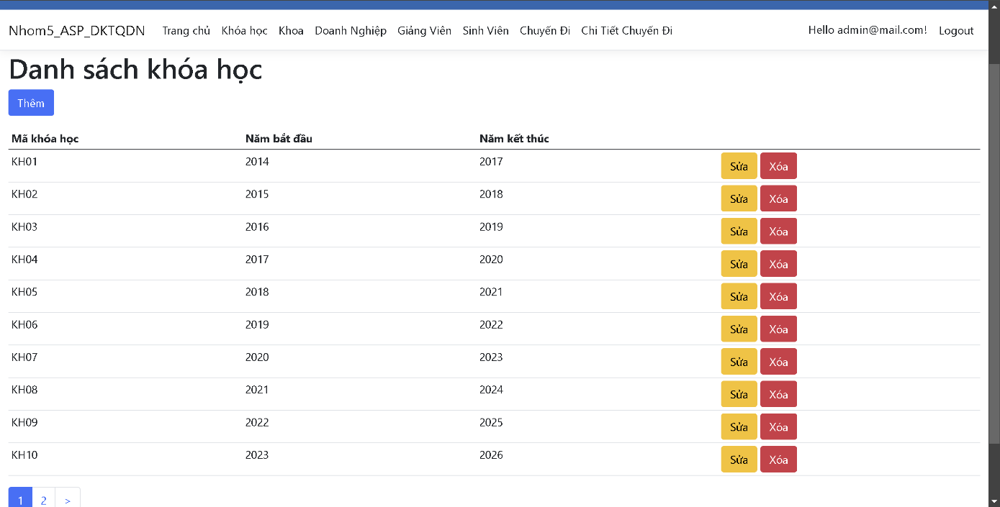 Nhom5_ASP_DKTQDN Trang chủ Khóa học Khoa Doanh Nghiệp Giảng Viên Sinh Viên Chuyến Đi Chi Tiết Chuyến Đi Hello admin@mail.com! Logout
Danh sách khóa học
Thêm
Mã khóa học Năm bắt đầu Năm kết thúc
KH01 2014 2017 Sửa Xóa
KH02 2015 2018 Sửa Xóa
KH03 2016 2019 Sửa Xóa
KH04 2017 2020 Sửa Xóa
KH05 2018 2021 Sửa Xóa
KH06 2019 2022 Sửa Xóa
KH07 2020 2023 Sửa Xóa
KH08 2021 2024 Sửa Xóa
KH09 2022 2025 Sửa Xóa
KH10 2023 2026 Sửa Xóa
1 2 >